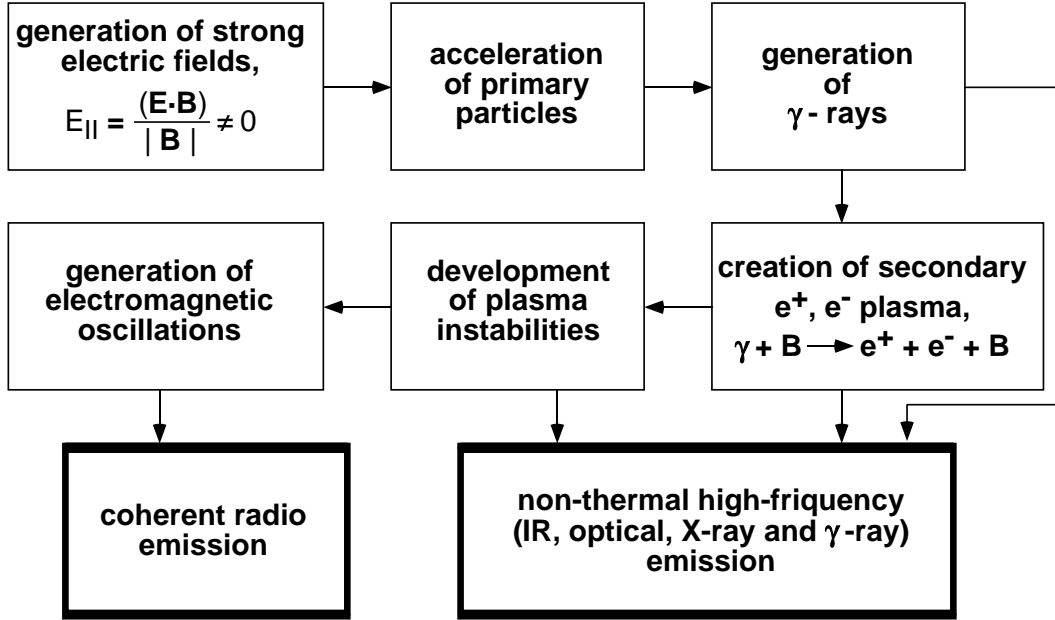 generation of strong
electric fields,
E|| = (E·B) / | B | ≠ 0
acceleration
of primary
particles
generation
of
γ - rays
generation of
electromagnetic
oscillations
development
of plasma
instabilities
creation of secondary
e⁺, e⁻ plasma,
γ + B ⟶ e⁺ + e⁻ + B
coherent radio
emission
non-thermal high-friquency
(IR, optical, X-ray and γ -ray)
emission